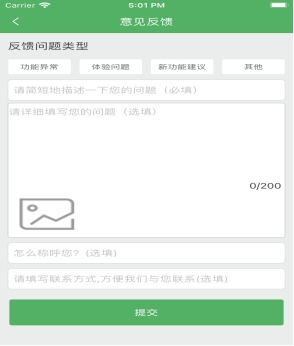 Carrier 5:01 PM
意见反馈
反馈问题类型
功能异常 体验问题 新功能建议 其他
请简短地描述一下您的问题（必填）
请详细填写您的问题（选填）
0/200
怎么称呼您？(选填)
请填写联系方式,方便我们与您联系(选填)
提交